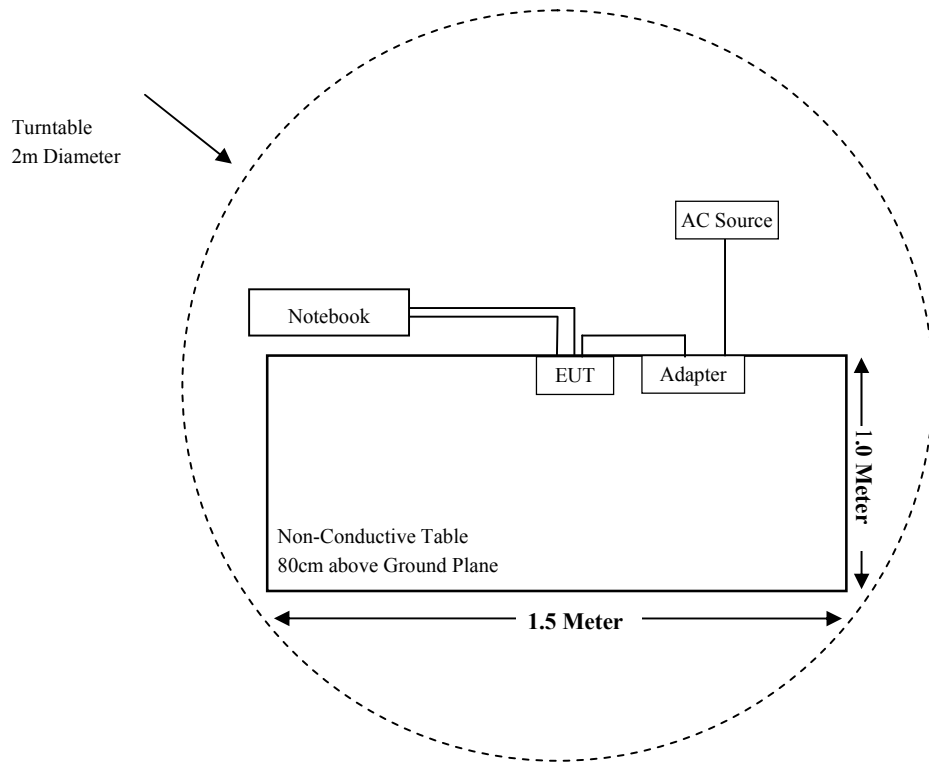 Turntable
2m Diameter
AC Source
Notebook
EUT
Adapter
1.0 Meter
Non-Conductive Table
80cm above Ground Plane
1.5 Meter